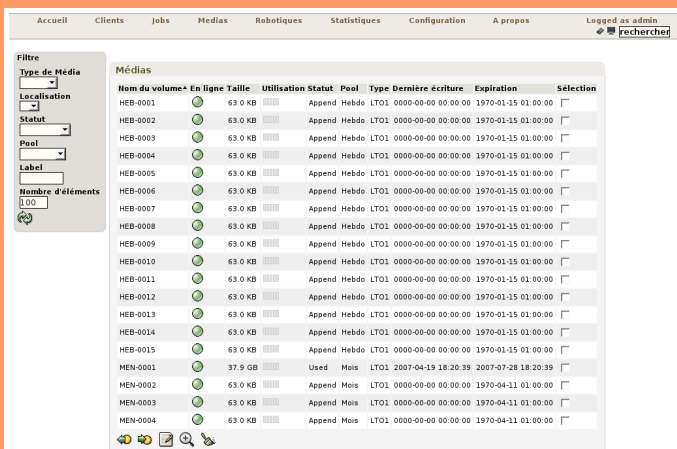 Accueil Clients Jobs Medias Robotiques Statistiques Configuration A propos Logged as admin
rechercher
Filtre
Type de Média
Localisation
Statut
Pool
Label
Nombre d'éléments
100
Médias
Nom du volume En ligne Taille Utilisation Statut Pool Type Dernière écriture Expiration Sélection
HEB-0001 63.0 KB Append Hebdo LTO1 0000-00-00 00:00:00 1970-01-15 01:00:00
HEB-0002 63.0 KB Append Hebdo LTO1 0000-00-00 00:00:00 1970-01-15 01:00:00
HEB-0003 63.0 KB Append Hebdo LTO1 0000-00-00 00:00:00 1970-01-15 01:00:00
HEB-0004 63.0 KB Append Hebdo LTO1 0000-00-00 00:00:00 1970-01-15 01:00:00
HEB-0005 63.0 KB Append Hebdo LTO1 0000-00-00 00:00:00 1970-01-15 01:00:00
HEB-0006 63.0 KB Append Hebdo LTO1 0000-00-00 00:00:00 1970-01-15 01:00:00
HEB-0007 63.0 KB Append Hebdo LTO1 0000-00-00 00:00:00 1970-01-15 01:00:00
HEB-0008 63.0 KB Append Hebdo LTO1 0000-00-00 00:00:00 1970-01-15 01:00:00
HEB-0009 63.0 KB Append Hebdo LTO1 0000-00-00 00:00:00 1970-01-15 01:00:00
HEB-0010 63.0 KB Append Hebdo LTO1 0000-00-00 00:00:00 1970-01-15 01:00:00
HEB-0011 63.0 KB Append Hebdo LTO1 0000-00-00 00:00:00 1970-01-15 01:00:00
HEB-0012 63.0 KB Append Hebdo LTO1 0000-00-00 00:00:00 1970-01-15 01:00:00
HEB-0013 63.0 KB Append Hebdo LTO1 0000-00-00 00:00:00 1970-01-15 01:00:00
HEB-0014 63.0 KB Append Hebdo LTO1 0000-00-00 00:00:00 1970-01-15 01:00:00
HEB-0015 63.0 KB Append Hebdo LTO1 0000-00-00 00:00:00 1970-01-15 01:00:00
MEN-0001 37.9 GB Used Mois LTO1 2007-04-19 18:20:39 2007-07-28 18:20:39
MEN-0002 63.0 KB Append Mois LTO1 0000-00-00 00:00:00 1970-04-11 01:00:00
MEN-0003 63.0 KB Append Mois LTO1 0000-00-00 00:00:00 1970-04-11 01:00:00
MEN-0004 63.0 KB Append Mois LTO1 0000-00-00 00:00:00 1970-04-11 01:00:00